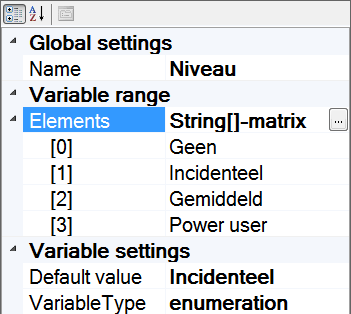 Global settings
Name Niveau
Variable range
Elements String[]-matrix ...
[0] Geen
[1] Incidenteel
[2] Gemiddeld
[3] Power user
Variable settings
Default value Incidenteel
VariableType enumeration